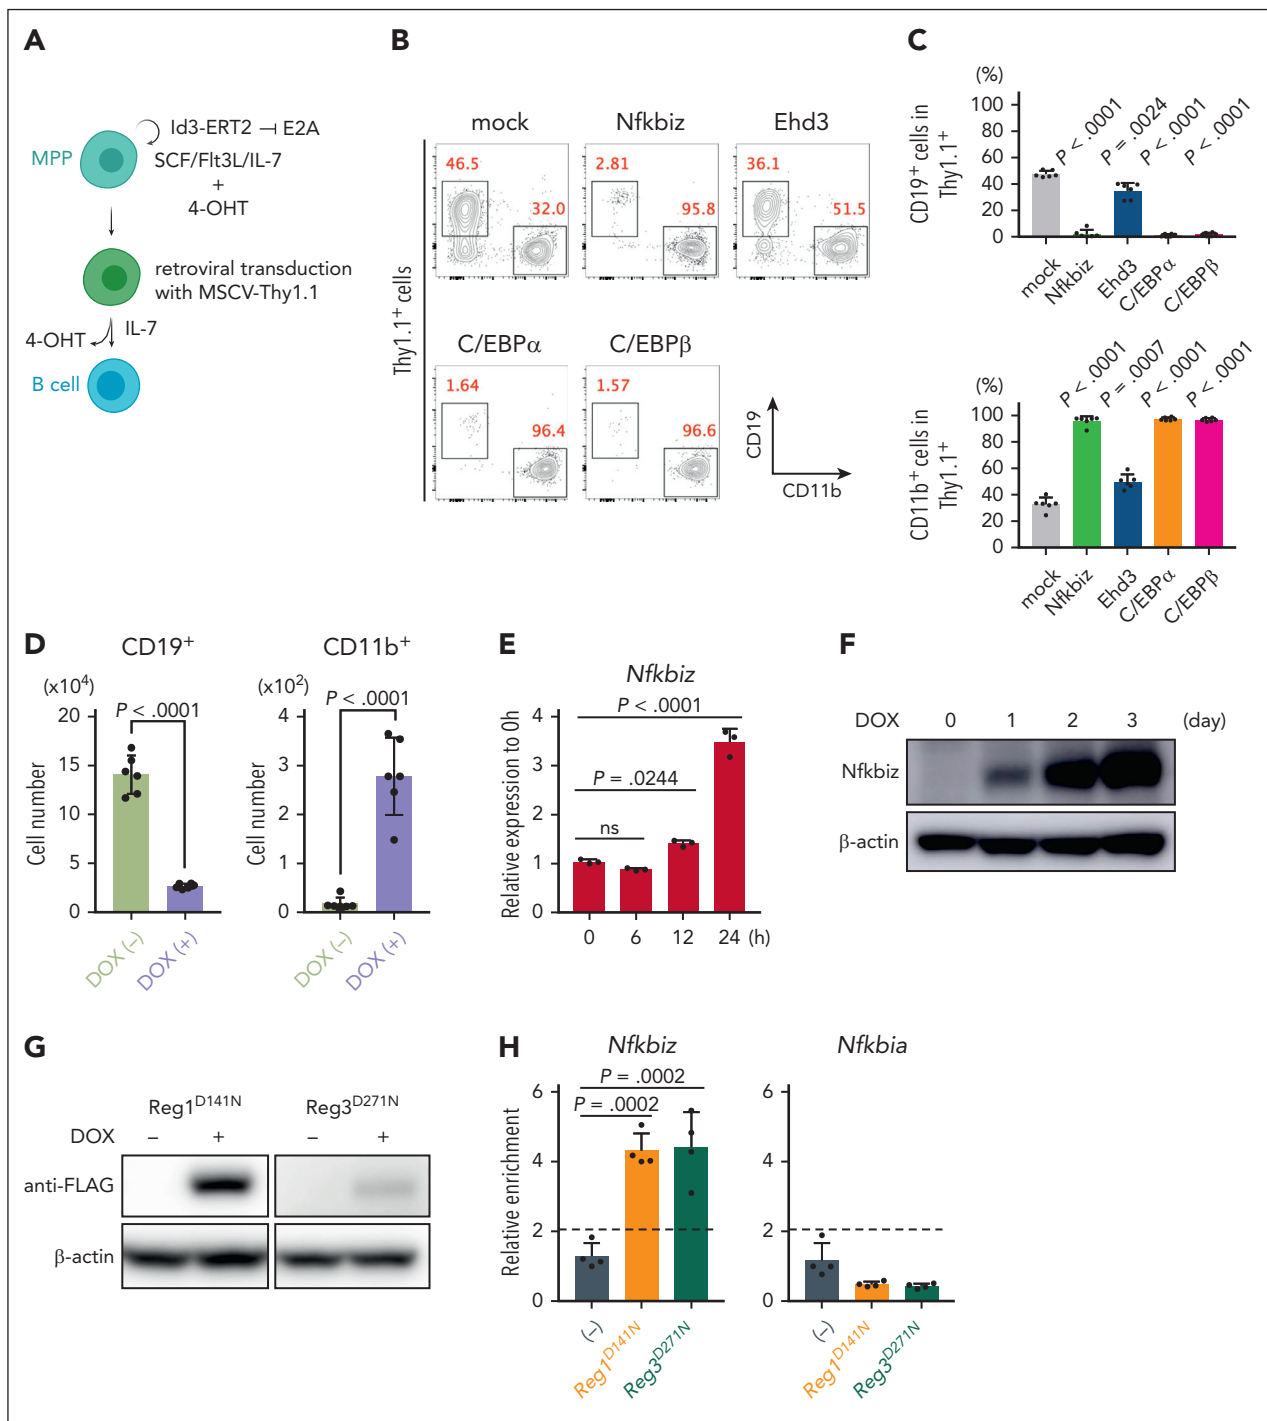 A
MPP
Id3-ERT2 ⊣ E2A
SCF/Flt3L/IL-7
+
4-OHT
retroviral transduction
with MSCV-Thy1.1
4-OHT
IL-7
B cell
B
Thy1.1+ cells
mock
46.5
32.0
Nfkbiz
2.81
95.8
Ehd3
36.1
51.5
C/EBPα
1.64
96.4
C/EBPβ
1.57
96.6
CD19
CD11b
C
(%)
CD19+ cells in
Thy1.1+
100
80
60
40
20
0
P < .0001
P = .0024
P < .0001
P < .0001
mock
Nfkbiz
Ehd3
C/EBPα
C/EBPβ
(%)
CD11b+ cells in
Thy1.1+
100
80
60
40
20
0
P < .0001
P = .0007
P < .0001
P < .0001
mock
Nfkbiz
Ehd3
C/EBPα
C/EBPβ
D
CD19+
(x10⁴)
P < .0001
Cell number
20
15
10
5
0
DOX (–)
DOX (+)
CD11b+
(x10²)
P < .0001
Cell number
4
3
2
1
0
DOX (–)
DOX (+)
E
Nfkbiz
P < .0001
P = .0244
ns
Relative expression to 0h
4
3
2
1
0
0 6 12 24 (h)
F
DOX 0 1 2 3 (day)
Nfkbiz
β-actin
G
Reg1D141N
Reg3D271N
DOX – + – +
anti-FLAG
β-actin
H
Nfkbiz
P = .0002
P = .0002
Relative enrichment
6
4
2
0
(–)
Reg1D141N
Reg3D271N
Nfkbia
6
4
2
0
(–)
Reg1D141N
Reg3D271N